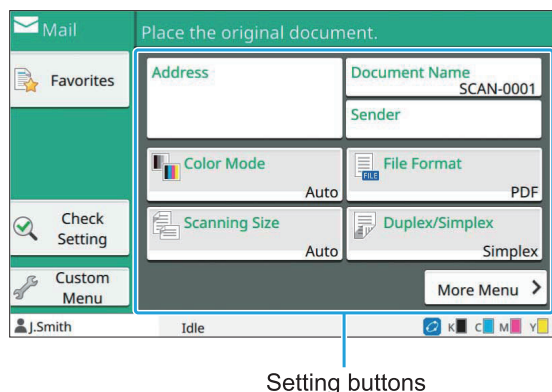 Mail
Place the original document.
Favorites
Address
Document Name
SCAN-0001
Sender
Color Mode
Auto
File Format
FILE
PDF
Check
Setting
Scanning Size
Auto
Duplex/Simplex
Simplex
Custom
Menu
More Menu >
J.Smith
Idle
K C M Y
Setting buttons